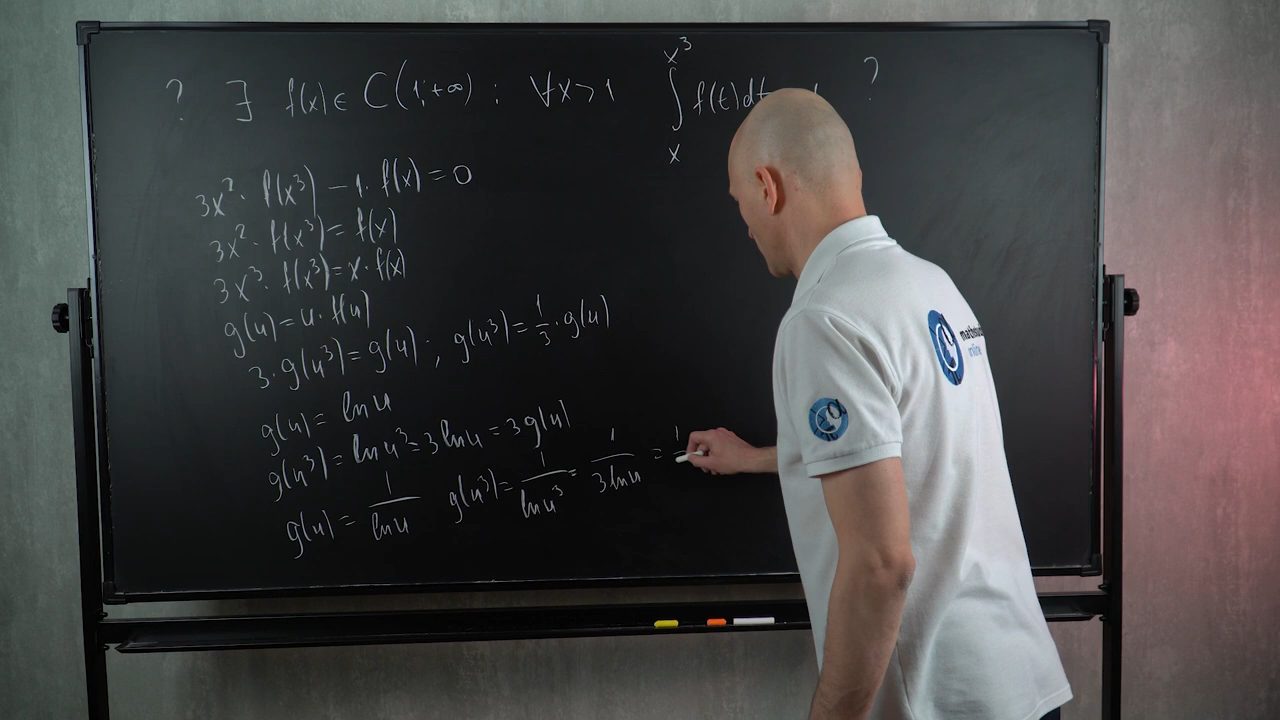 ? ∃ f(x) ∈ C(1;+∞) : ∀x>1 ∫ₓ^(x³) f(t)dt ?
3x² · f(x³) − 1 · f(x) = 0
3x² · f(x³) = f(x)
3x³ · f(x³) = x · f(x)
g(u) = u · f(u)
3 · g(u³) = g(u) ; g(u³) = 1/3 · g(u)
g(u) = ln u
g(u³) = ln u³ = 3 ln u = 3 g(u)
g(u) = 1/ln u g(u³) = 1/ln u³ = 1/(3 ln u) = 1